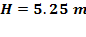 H = 5.25 m